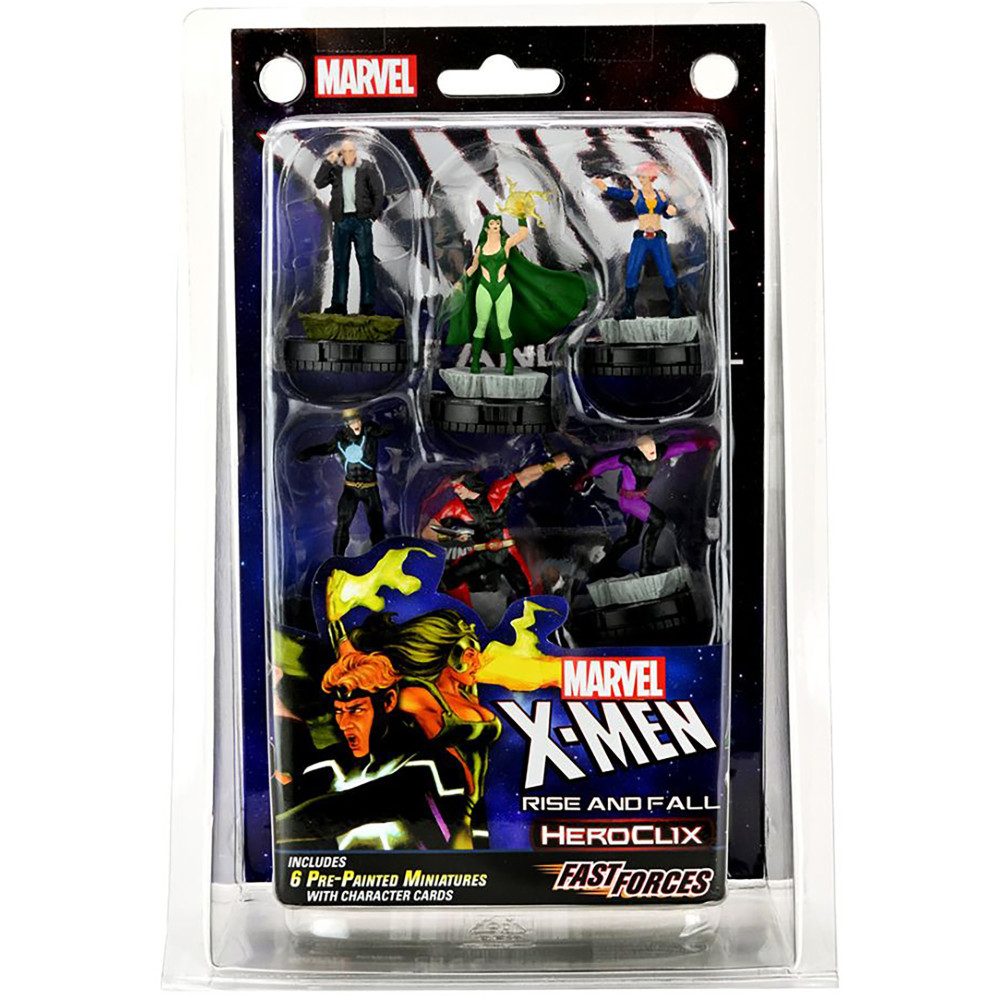 MARVEL
MARVEL
X-MEN
RISE AND FALL
HEROCLIX
INCLUDES
6 PRE-PAINTED MINIATURES
WITH CHARACTER CARDS
FAST FORCES